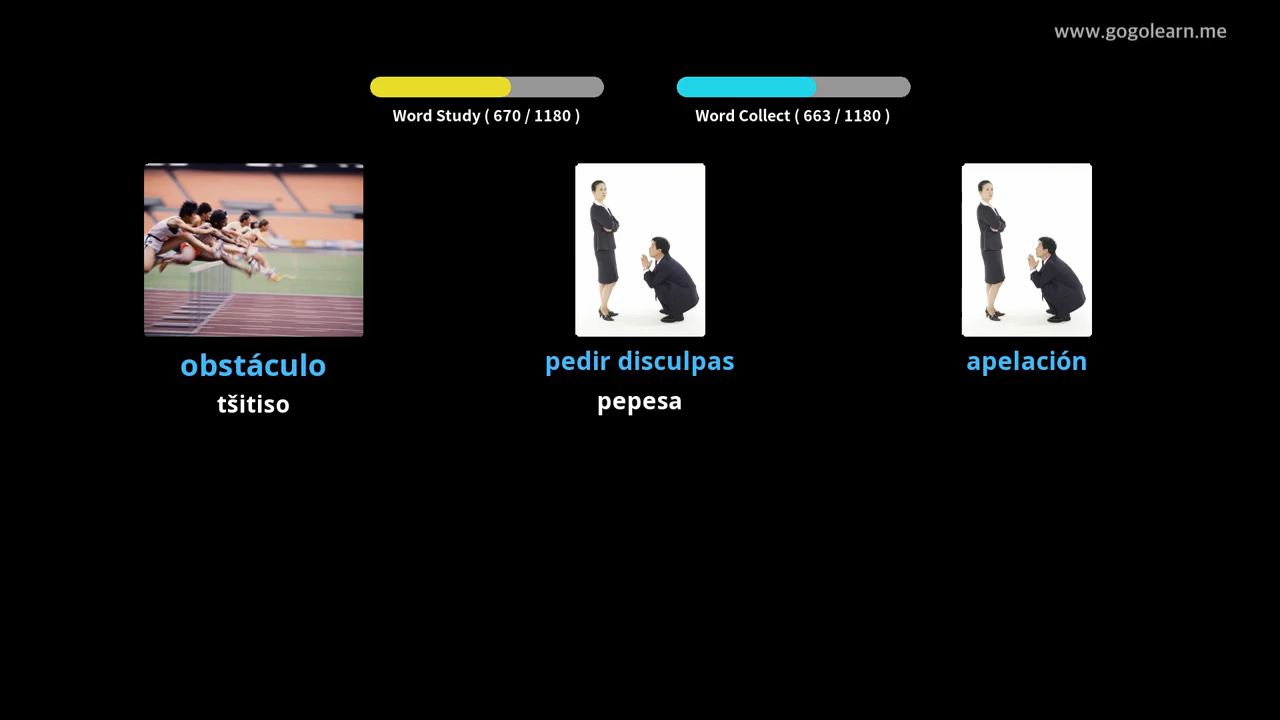 www.gogolearn.me
Word Study ( 670 / 1180 )
Word Collect ( 663 / 1180 )
obstáculo
tšitiso
pedir disculpas
pepesa
apelación